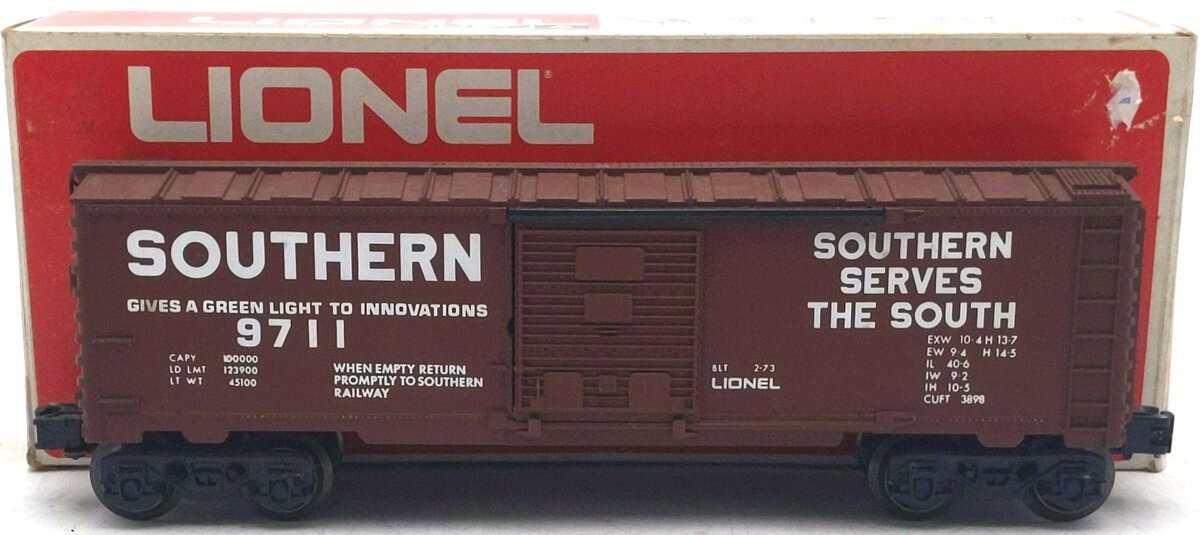 LIONEL
LIONEL®
SOUTHERN
GIVES A GREEN LIGHT TO INNOVATIONS
9711
CAPY 100000
LD LMT 123900
LT WT 45100
WHEN EMPTY RETURN
PROMPTLY TO SOUTHERN
RAILWAY
BLT 2-73
LIONEL
SOUTHERN
SERVES
THE SOUTH
EXW 10-4 H 13-7
EW 9-4 H 14-5
IL 40-6
IW 9-2
IH 10-5
CUFT 3898